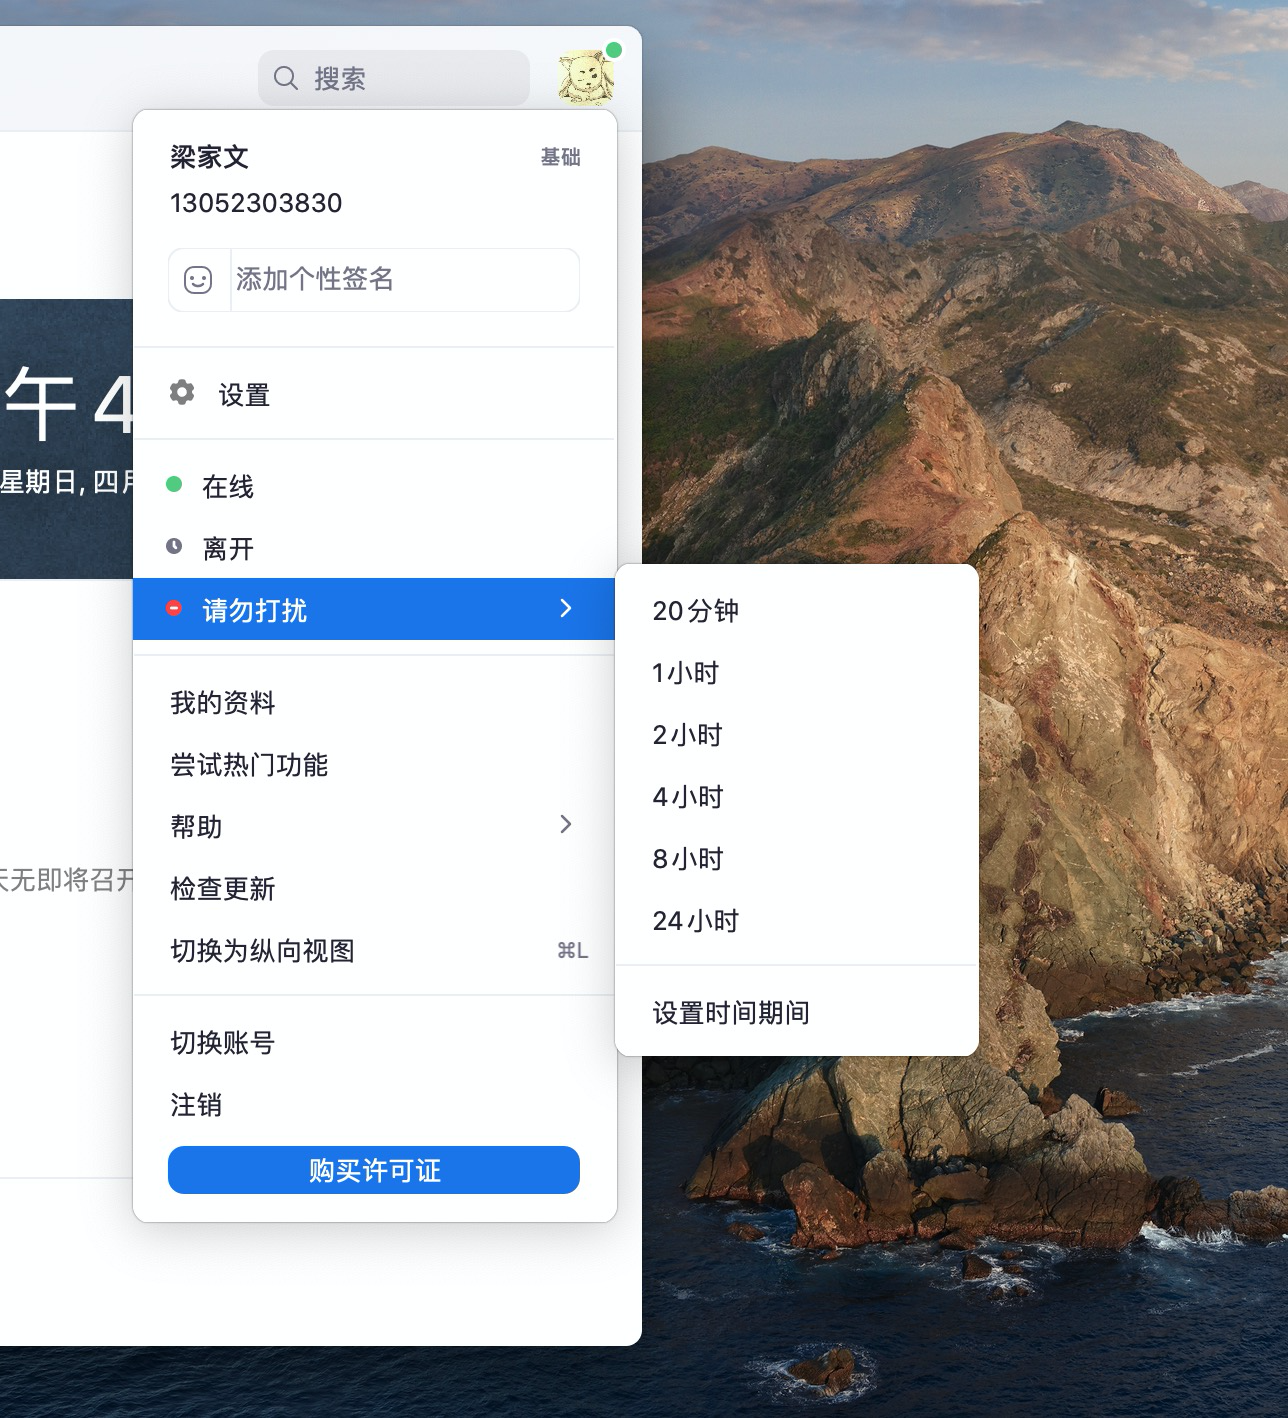 搜索
梁家文
基础
13052303830
添加个性签名
午 4
星期日, 四月
设置
在线
离开
请勿打扰
20分钟
1小时
2小时
4小时
8小时
24小时
设置时间期间
我的资料
尝试热门功能
帮助
天无即将召开
检查更新
切换为纵向视图
⌘L
切换账号
注销
购买许可证